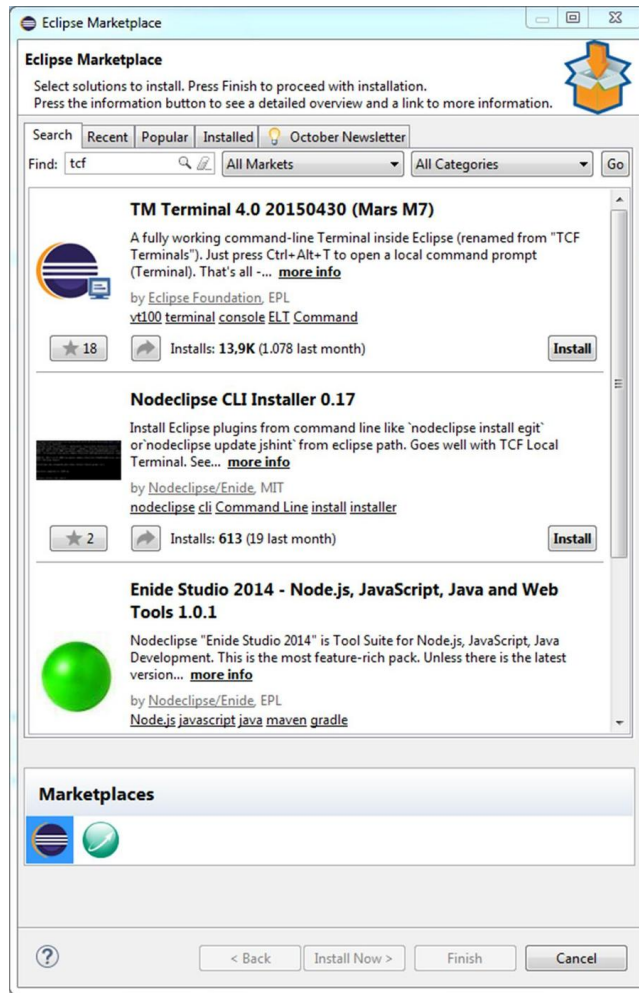 Eclipse Marketplace
Eclipse Marketplace
Select solutions to install. Press Finish to proceed with installation.
Press the information button to see a detailed overview and a link to more information.
Search Recent Popular Installed October Newsletter
Find: tcf All Markets All Categories Go
TM Terminal 4.0 20150430 (Mars M7)
A fully working command-line Terminal inside Eclipse (renamed from "TCF
Terminals"). Just press Ctrl+Alt+T to open a local command prompt
(Terminal). That's all -... more info
by Eclipse Foundation, EPL
vt100 terminal console ELT Command
18 Installs: 13,9K (1.078 last month) Install
Nodeclipse CLI Installer 0.17
Install Eclipse plugins from command line like `nodeclipse install egit`
or`nodeclipse update jshint` from eclipse path. Goes well with TCF Local
Terminal. See... more info
by Nodeclipse/Enide, MIT
nodeclipse cli Command Line install installer
2 Installs: 613 (19 last month) Install
Enide Studio 2014 - Node.js, JavaScript, Java and Web
Tools 1.0.1
Nodeclipse "Enide Studio 2014" is Tool Suite for Node.js, JavaScript, Java
Development. This is the most feature-rich pack. Unless there is the latest
version... more info
by Nodeclipse/Enide, EPL
Node.js javascript java maven gradle
Marketplaces
? < Back Install Now > Finish Cancel